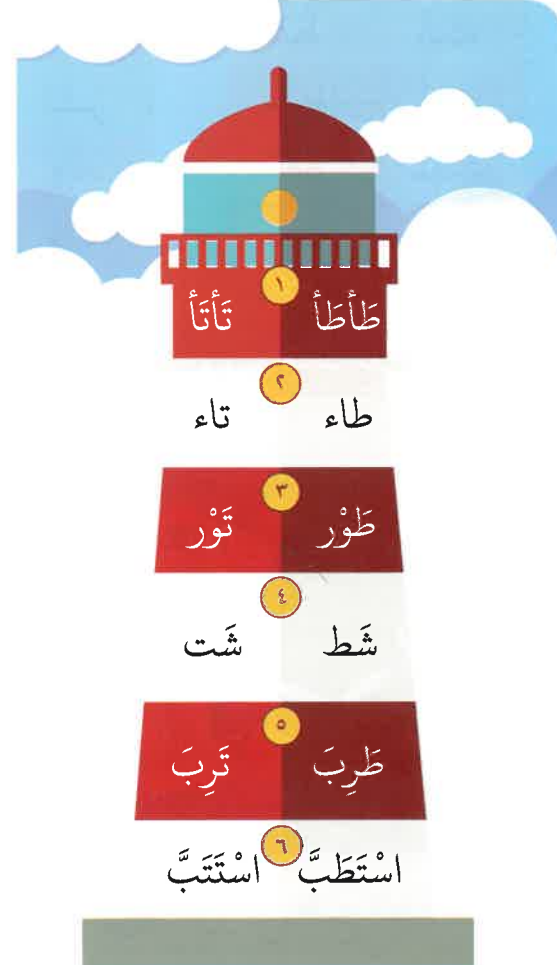 ١
طَأطَأ تَأتَأ
٢
طاء تاء
٣
طَوْر تَوْر
٤
شَط شَت
٥
طَرِبَ تَرِبَ
٦
اسْتَطَبَّ اسْتَتَبَّ